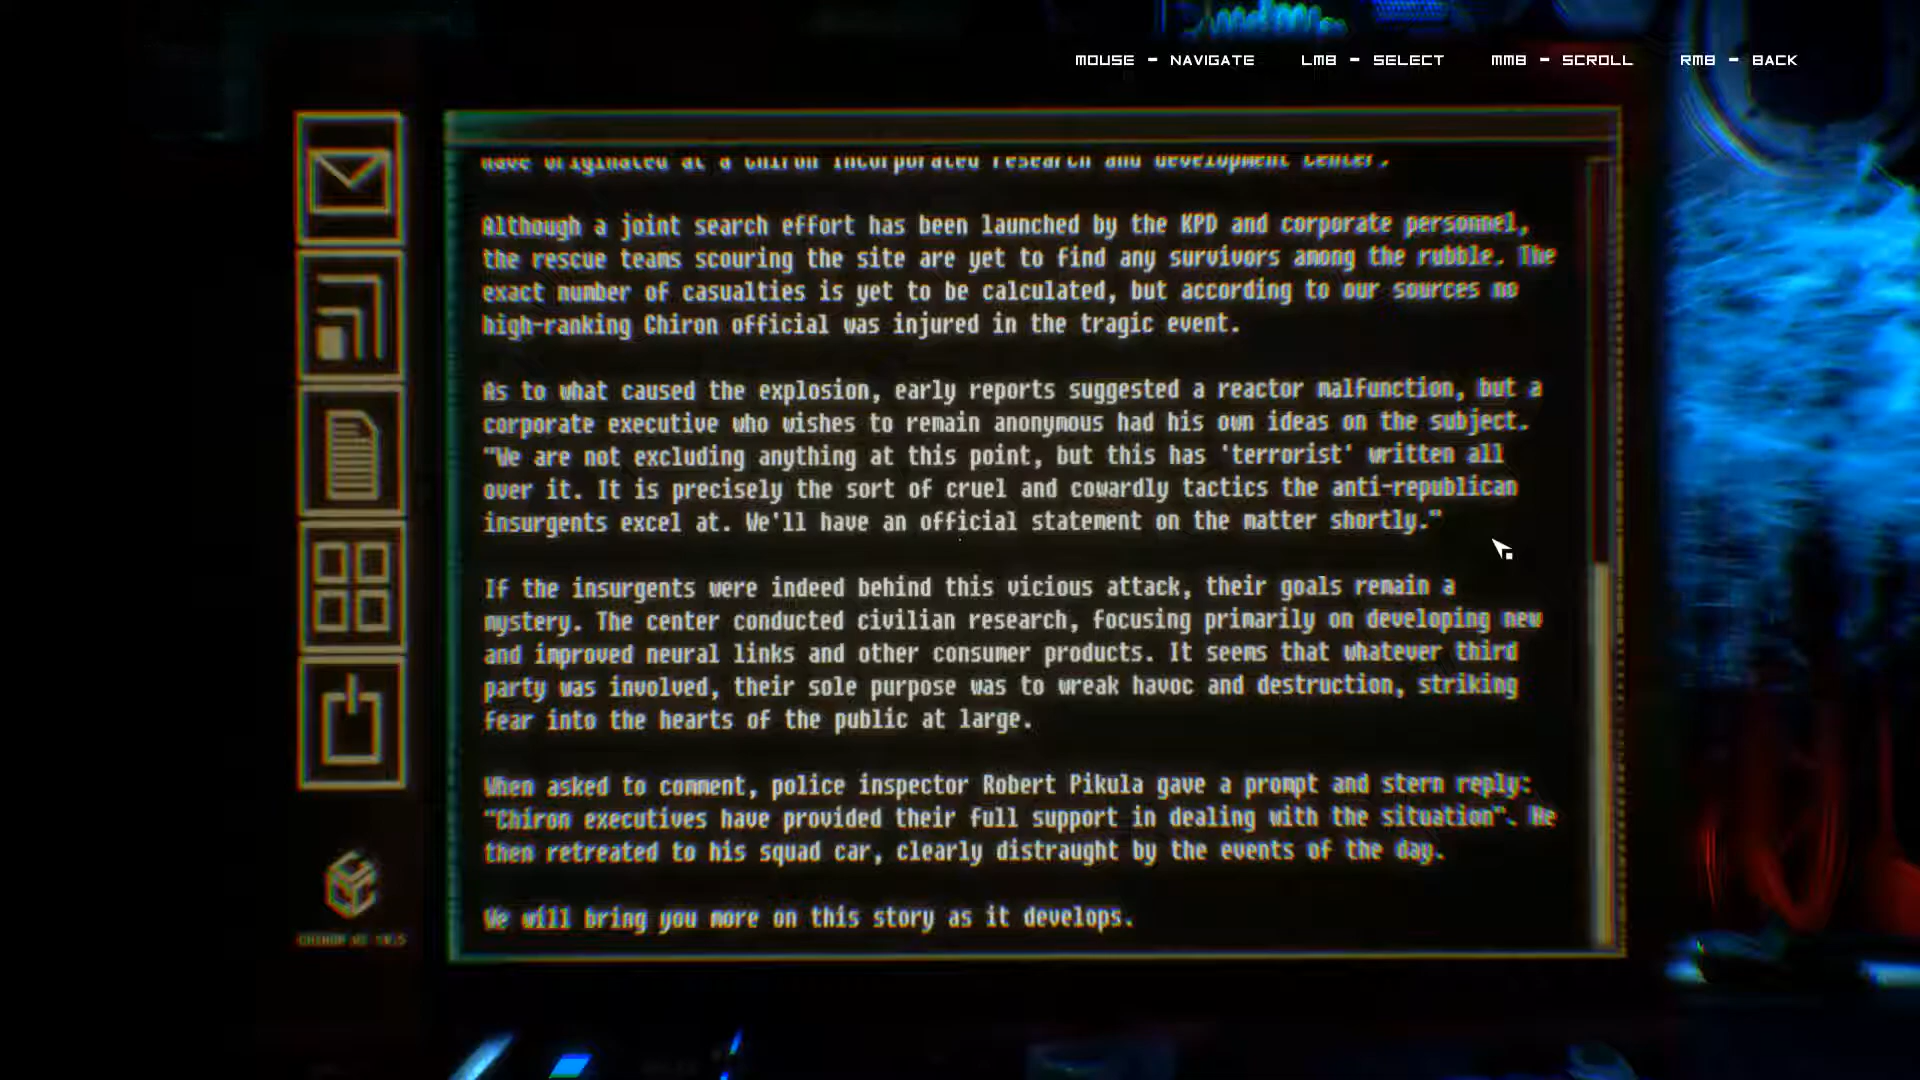 MOUSE - NAVIGATE LMB - SELECT MMB - SCROLL RMB - BACK
have originated at a Chiron Incorporated research and development center.
Although a joint search effort has been launched by the KPD and corporate personnel,
the rescue teams scouring the site are yet to find any survivors among the rubble. The
exact number of casualties is yet to be calculated, but according to our sources no
high-ranking Chiron official was injured in the tragic event.
As to what caused the explosion, early reports suggested a reactor malfunction, but a
corporate executive who wishes to remain anonymous had his own ideas on the subject.
"We are not excluding anything at this point, but this has 'terrorist' written all
over it. It is precisely the sort of cruel and cowardly tactics the anti-republican
insurgents excel at. We'll have an official statement on the matter shortly."
If the insurgents were indeed behind this vicious attack, their goals remain a
mystery. The center conducted civilian research, focusing primarily on developing new
and improved neural links and other consumer products. It seems that whatever third
party was involved, their sole purpose was to wreak havoc and destruction, striking
fear into the hearts of the public at large.
When asked to comment, police inspector Robert Pikula gave a prompt and stern reply:
"Chiron executives have provided their full support in dealing with the situation". He
then retreated to his squad car, clearly distraught by the events of the day.
We will bring you more on this story as it develops.